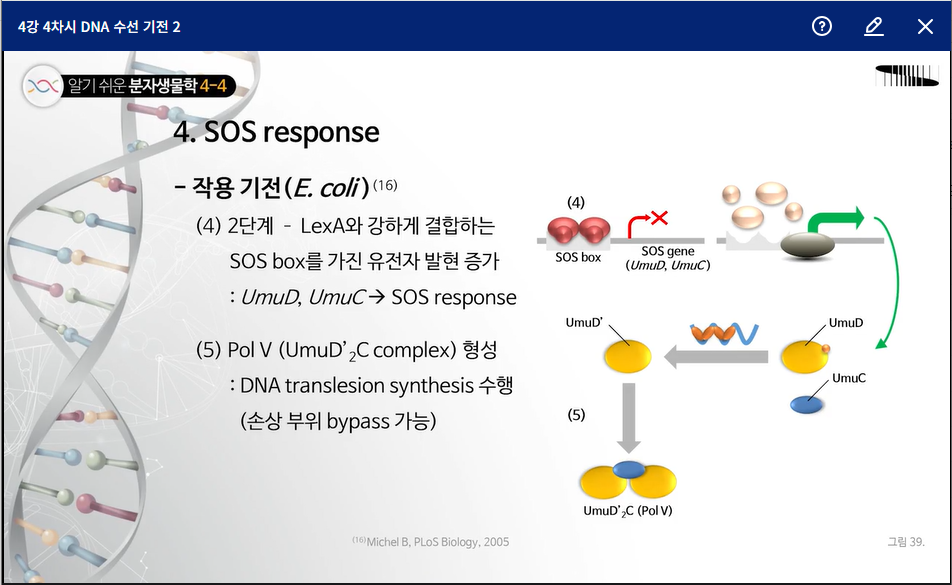 4강 4차시 DNA 수선 기전 2
알기 쉬운 분자생물학 4-4
4. SOS response
- 작용 기전(E. coli)(16)
(4) 2단계 - LexA와 강하게 결합하는
SOS box를 가진 유전자 발현 증가
: UmuD, UmuC → SOS response
(5) Pol V (UmuD'₂C complex) 형성
: DNA translesion synthesis 수행
(손상 부위 bypass 가능)
(4)
SOS box
SOS gene
(UmuD, UmuC)
UmuD'
UmuD
UmuC
(5)
UmuD'₂C (Pol V)
(16)Michel B, PLoS Biology, 2005
그림 39.